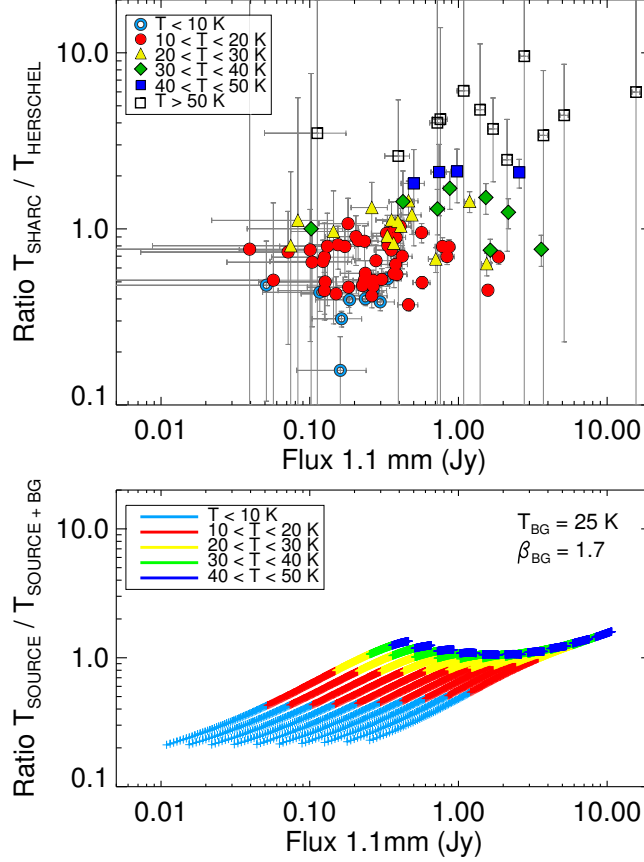 T < 10 K
10 < T < 20 K
20 < T < 30 K
30 < T < 40 K
40 < T < 50 K
T > 50 K
10.0
1.0
0.1
Ratio T_SHARC / T_HERSCHEL
0.01 0.10 1.00 10.00
Flux 1.1 mm (Jy)
T < 10 K
10 < T < 20 K
20 < T < 30 K
30 < T < 40 K
40 < T < 50 K
T_BG = 25 K
β_BG = 1.7
10.0
1.0
0.1
Ratio T_SOURCE / T_SOURCE + BG
0.01 0.10 1.00 10.00
Flux 1.1mm (Jy)